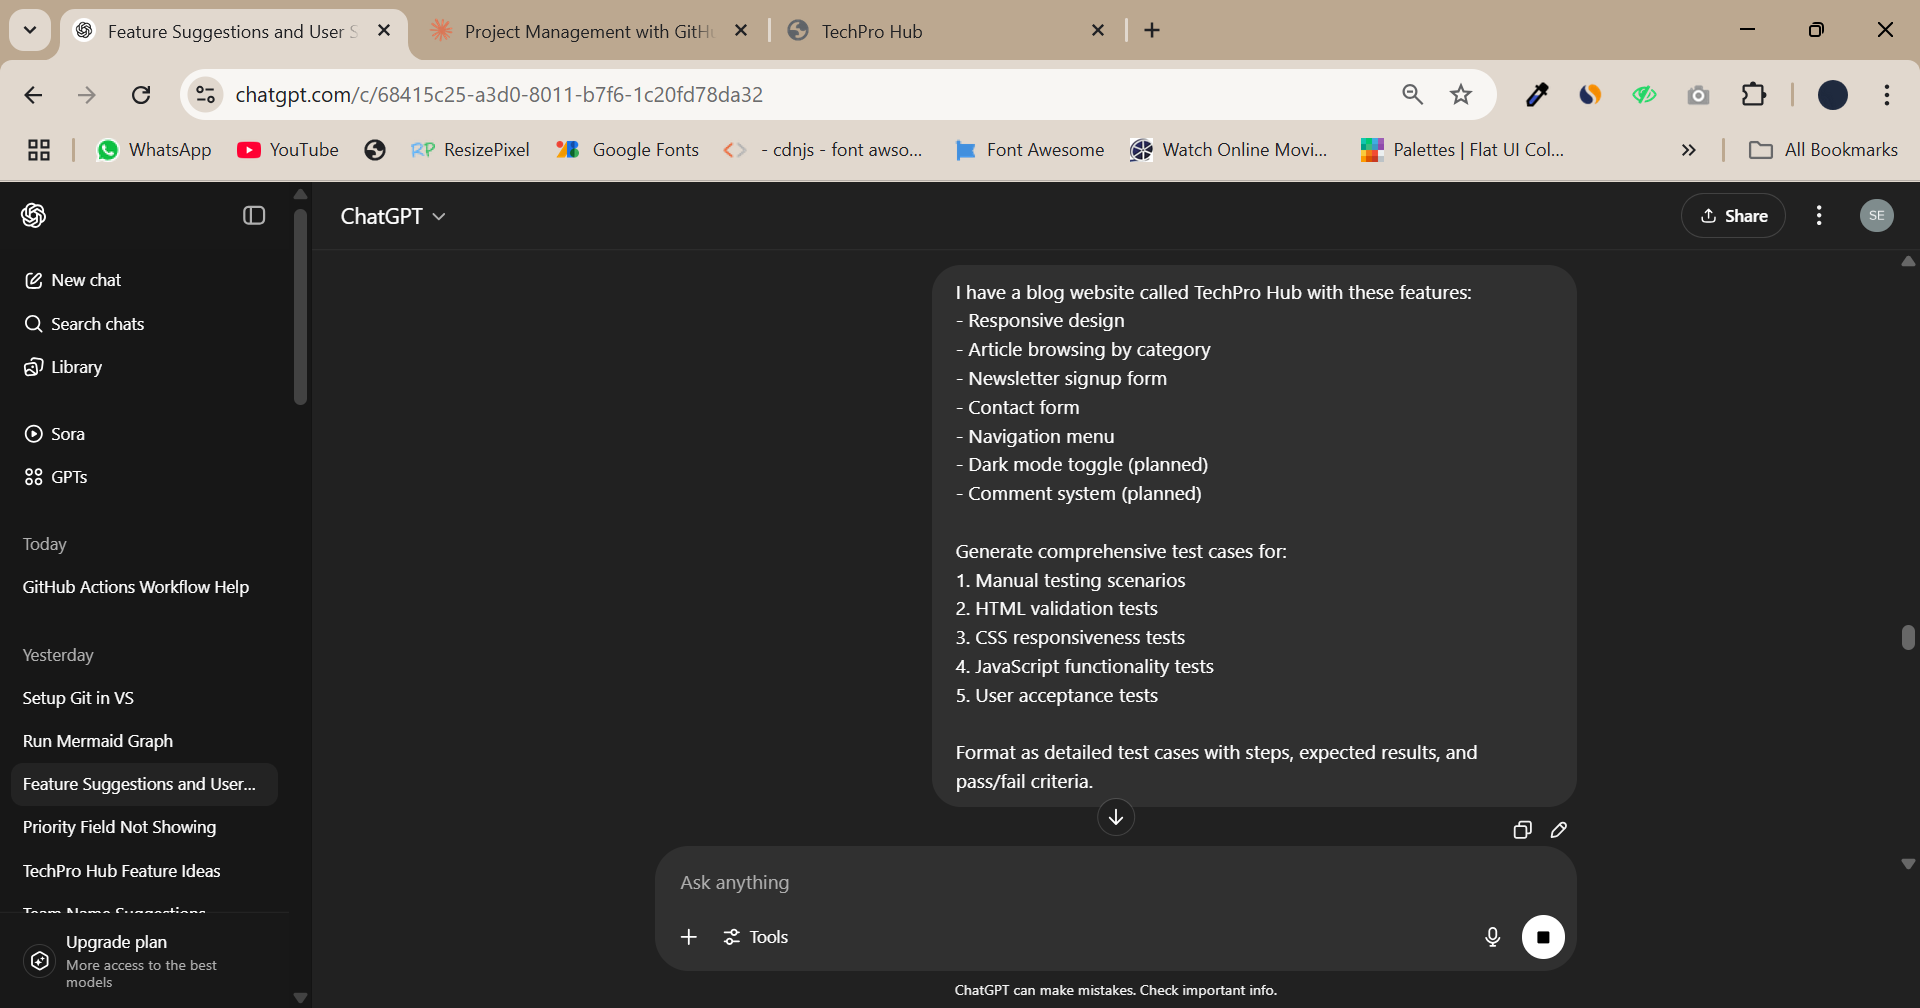 Feature Suggestions and User S
Project Management with GitHu
TechPro Hub
chatgpt.com/c/68415c25-a3d0-8011-b7f6-1c20fd78da32
WhatsApp
YouTube
RP ResizePixel
Google Fonts
- cdnjs - font awso...
Font Awesome
Watch Online Movi...
Palettes | Flat UI Col...
All Bookmarks
ChatGPT
Share
SE
New chat
Search chats
Library
Sora
GPTs
Today
GitHub Actions Workflow Help
Yesterday
Setup Git in VS
Run Mermaid Graph
Feature Suggestions and User...
Priority Field Not Showing
TechPro Hub Feature Ideas
Team Name Suggestions
Upgrade plan
More access to the best
models
I have a blog website called TechPro Hub with these features:
- Responsive design
- Article browsing by category
- Newsletter signup form
- Contact form
- Navigation menu
- Dark mode toggle (planned)
- Comment system (planned)
Generate comprehensive test cases for:
1. Manual testing scenarios
2. HTML validation tests
3. CSS responsiveness tests
4. JavaScript functionality tests
5. User acceptance tests
Format as detailed test cases with steps, expected results, and
pass/fail criteria.
Ask anything
Tools
ChatGPT can make mistakes. Check important info.